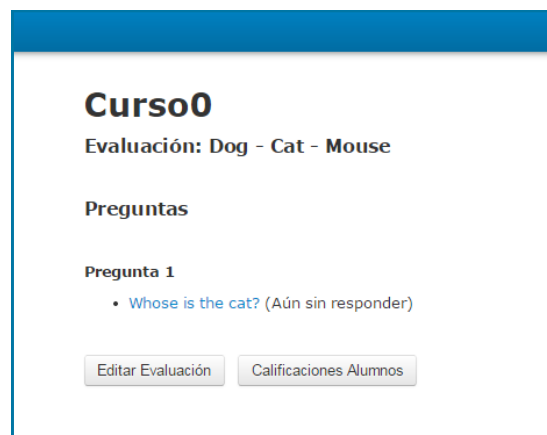 Curso0
Evaluación: Dog - Cat - Mouse
Preguntas
Pregunta 1
Whose is the cat? (Aún sin responder)
Editar Evaluación
Calificaciones Alumnos